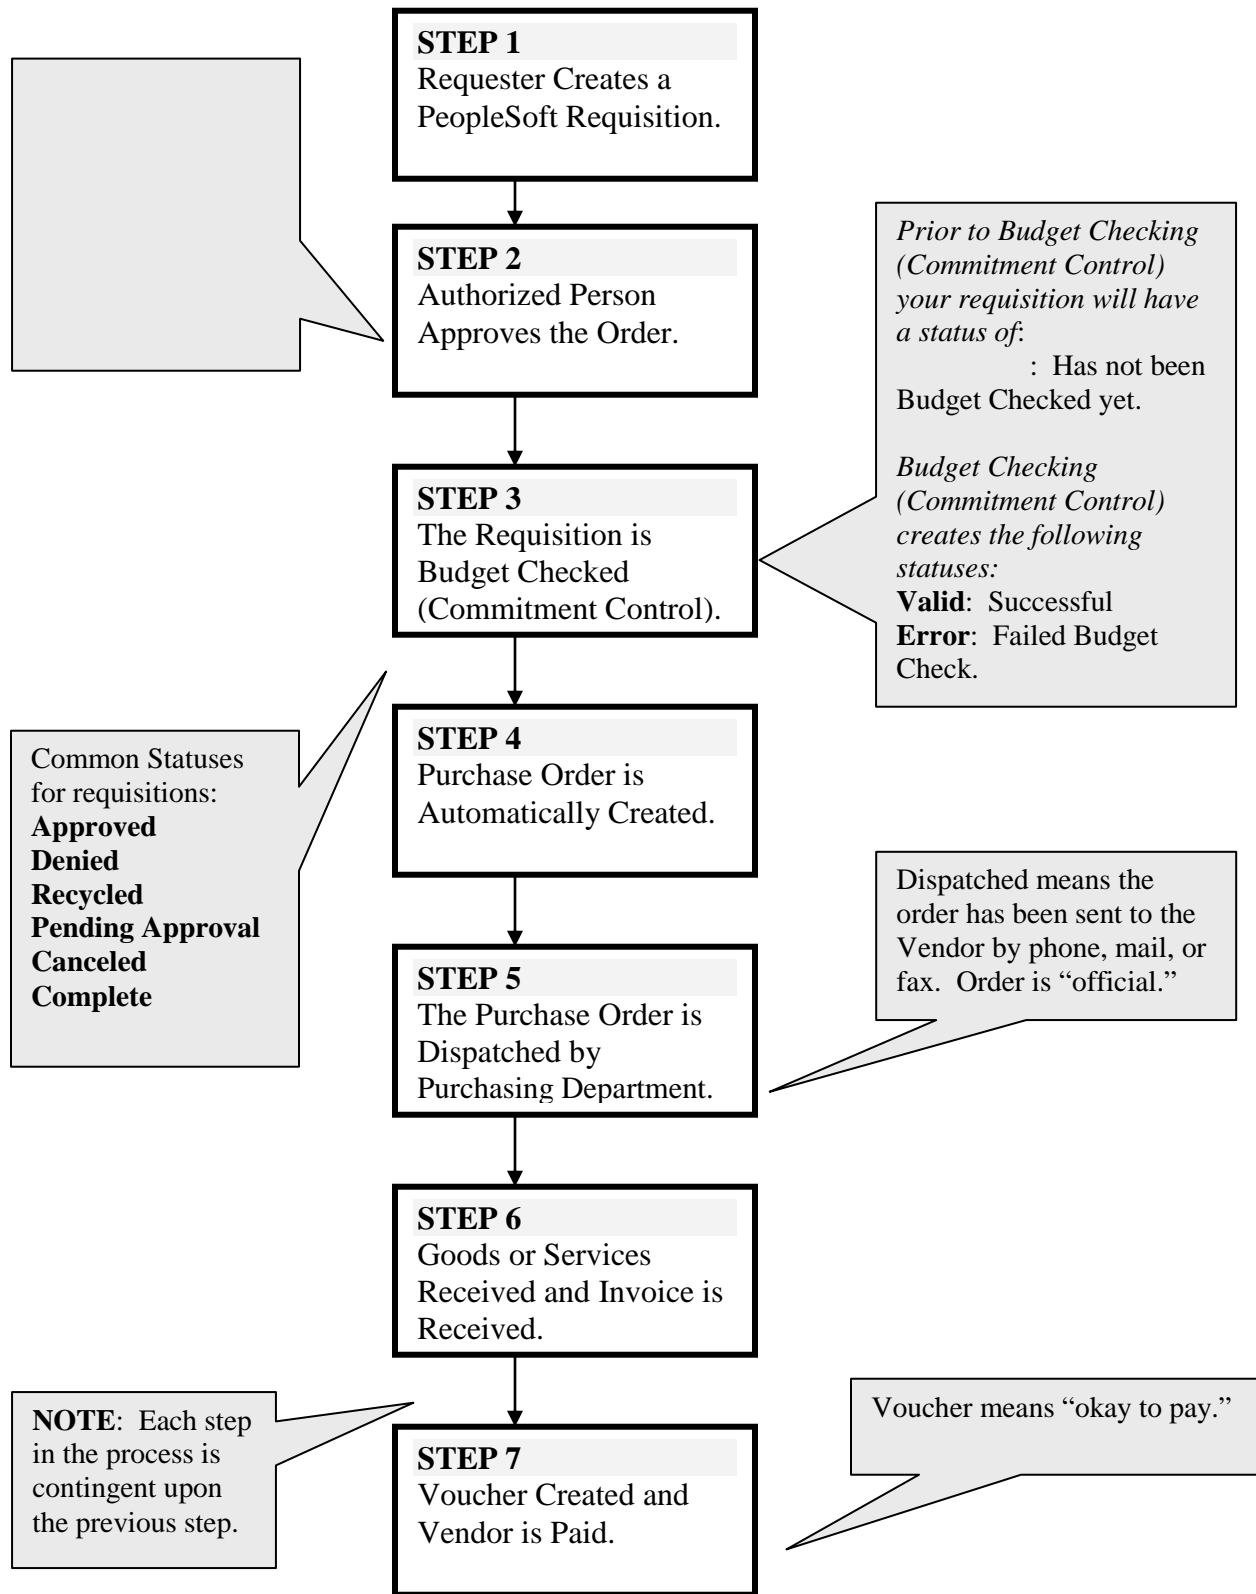 STEP 1
Requester Creates a
PeopleSoft Requisition.
STEP 2
Authorized Person
Approves the Order.
Prior to Budget Checking
(Commitment Control)
your requisition will have
a status of:
:  Has not been
Budget Checked yet.
Budget Checking
(Commitment Control)
creates the following
statuses:
Valid:  Successful
Error:  Failed Budget
Check.
STEP 3
The Requisition is
Budget Checked
(Commitment Control).
Common Statuses
for requisitions:
Approved
Denied
Recycled
Pending Approval
Canceled
Complete
STEP 4
Purchase Order is
Automatically Created.
Dispatched means the
order has been sent to the
Vendor by phone, mail, or
fax.  Order is “official.”
STEP 5
The Purchase Order is
Dispatched by
Purchasing Department.
STEP 6
Goods or Services
Received and Invoice is
Received.
NOTE:  Each step
in the process is
contingent upon
the previous step.
Voucher means “okay to pay.”
STEP 7
Voucher Created and
Vendor is Paid.